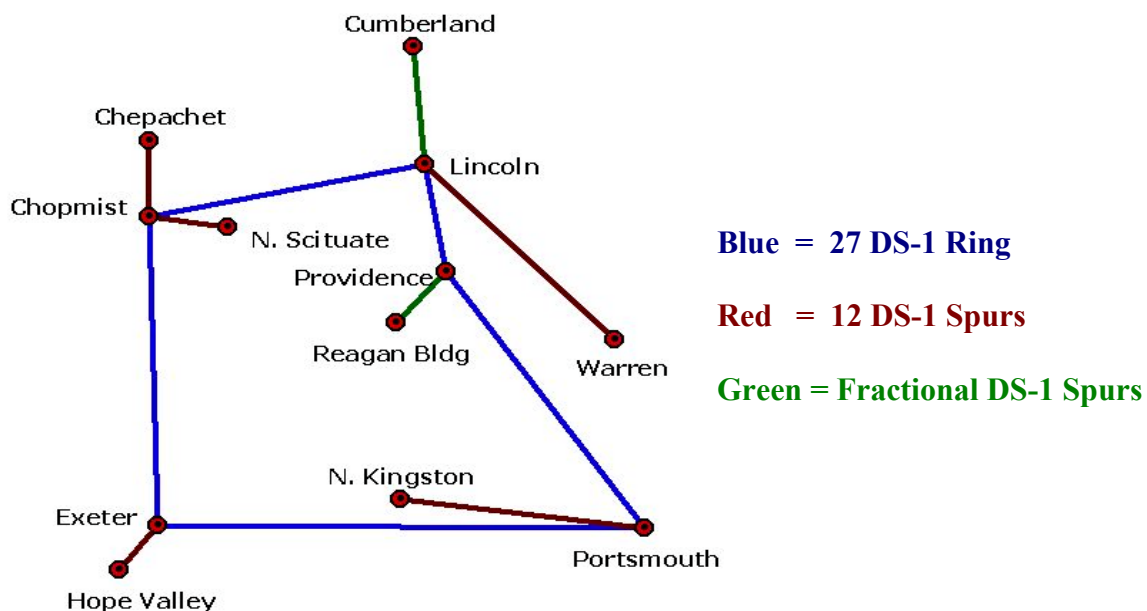 Cumberland
Chepachet
Lincoln
Chopmist
N. Scituate
Providence
Reagan Bldg
Warren
N. Kingston
Exeter
Portsmouth
Hope Valley
Blue = 27 DS-1 Ring
Red = 12 DS-1 Spurs
Green = Fractional DS-1 Spurs